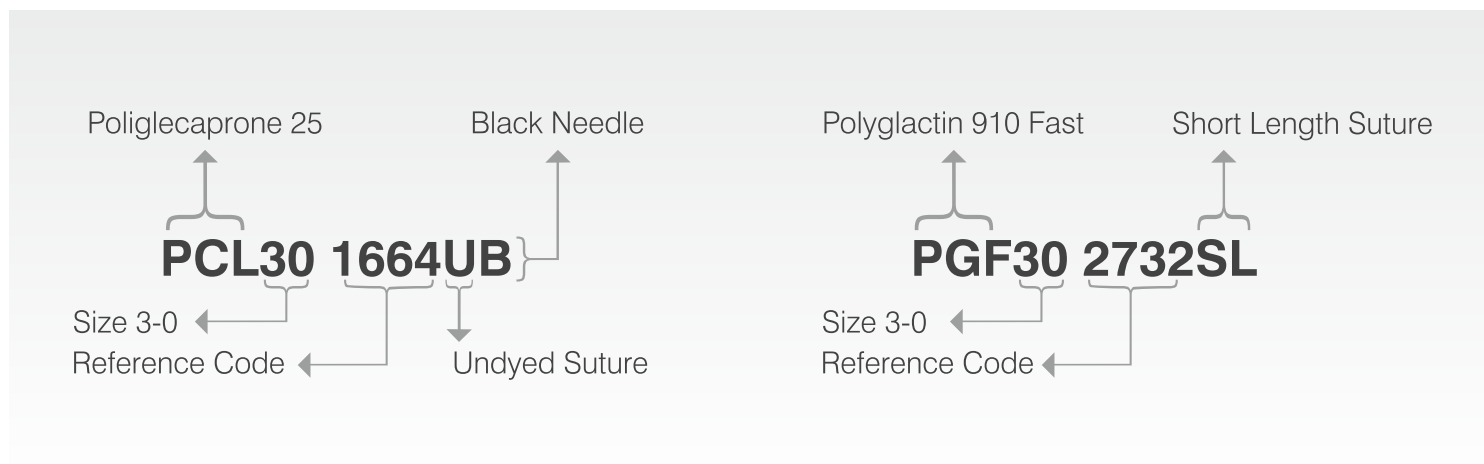 Poliglecaprone 25
Black Needle
PCL30 1664UB
Size 3-0
Reference Code
Undyed Suture
Polyglactin 910 Fast
Short Length Suture
PGF30 2732SL
Size 3-0
Reference Code